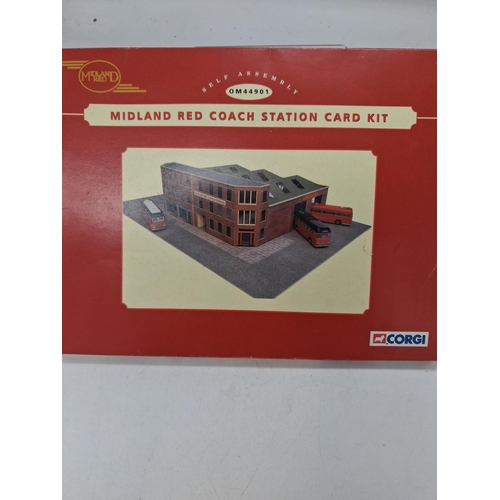 MIDLAND
RED
SELF ASSEMBLY
OM44901
MIDLAND RED COACH STATION CARD KIT
CORGI